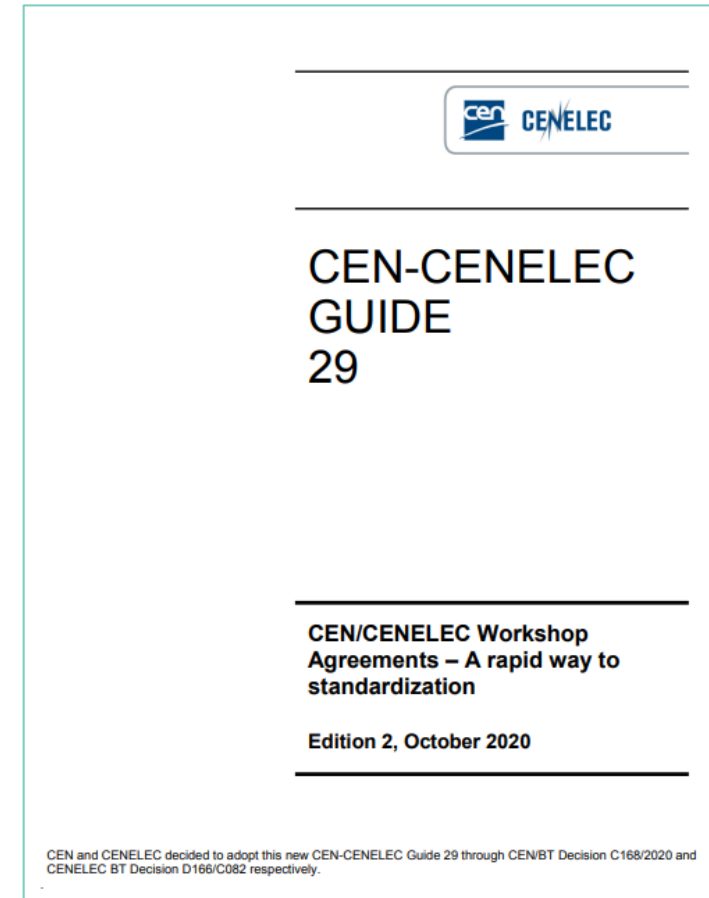 cen CENELEC
CEN-CENELEC
GUIDE
29
CEN/CENELEC Workshop
Agreements – A rapid way to
standardization
Edition 2, October 2020
CEN and CENELEC decided to adopt this new CEN-CENELEC Guide 29 through CEN/BT Decision C168/2020 and
CENELEC BT Decision D166/C082 respectively.
.